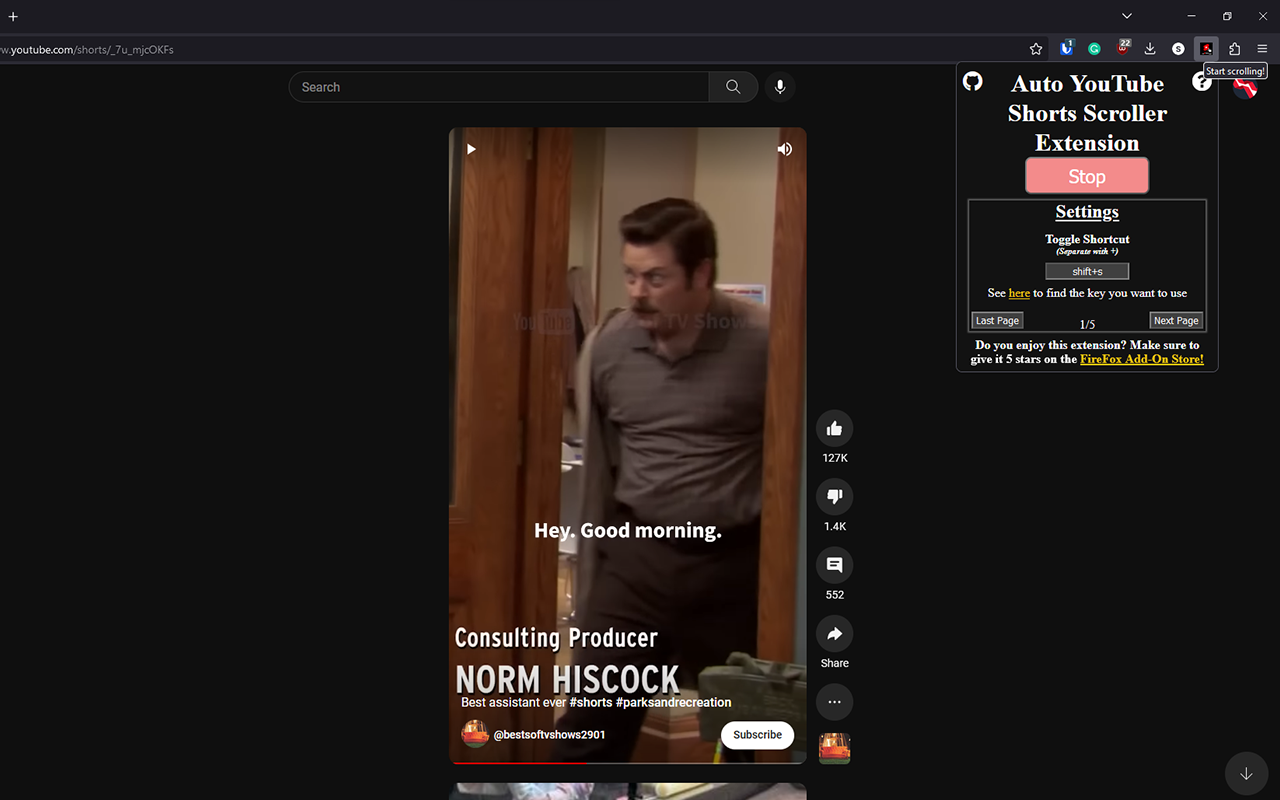 w.youtube.com/shorts/_7u_mjcOKFs
1
22
S
Start scrolling!
Search
Auto YouTube
Shorts Scroller
Extension
?
Stop
Settings
Toggle Shortcut
(Separate with +)
shift+s
See here to find the key you want to use
Last Page
1/5
Next Page
Do you enjoy this extension? Make sure to
give it 5 stars on the FireFox Add-On Store!
YouTube
TV Show
Hey. Good morning.
Consulting Producer
NORM HISCOCK
Best assistant ever #shorts #parksandrecreation
@bestsoftvshows2901
Subscribe
127K
1.4K
552
Share